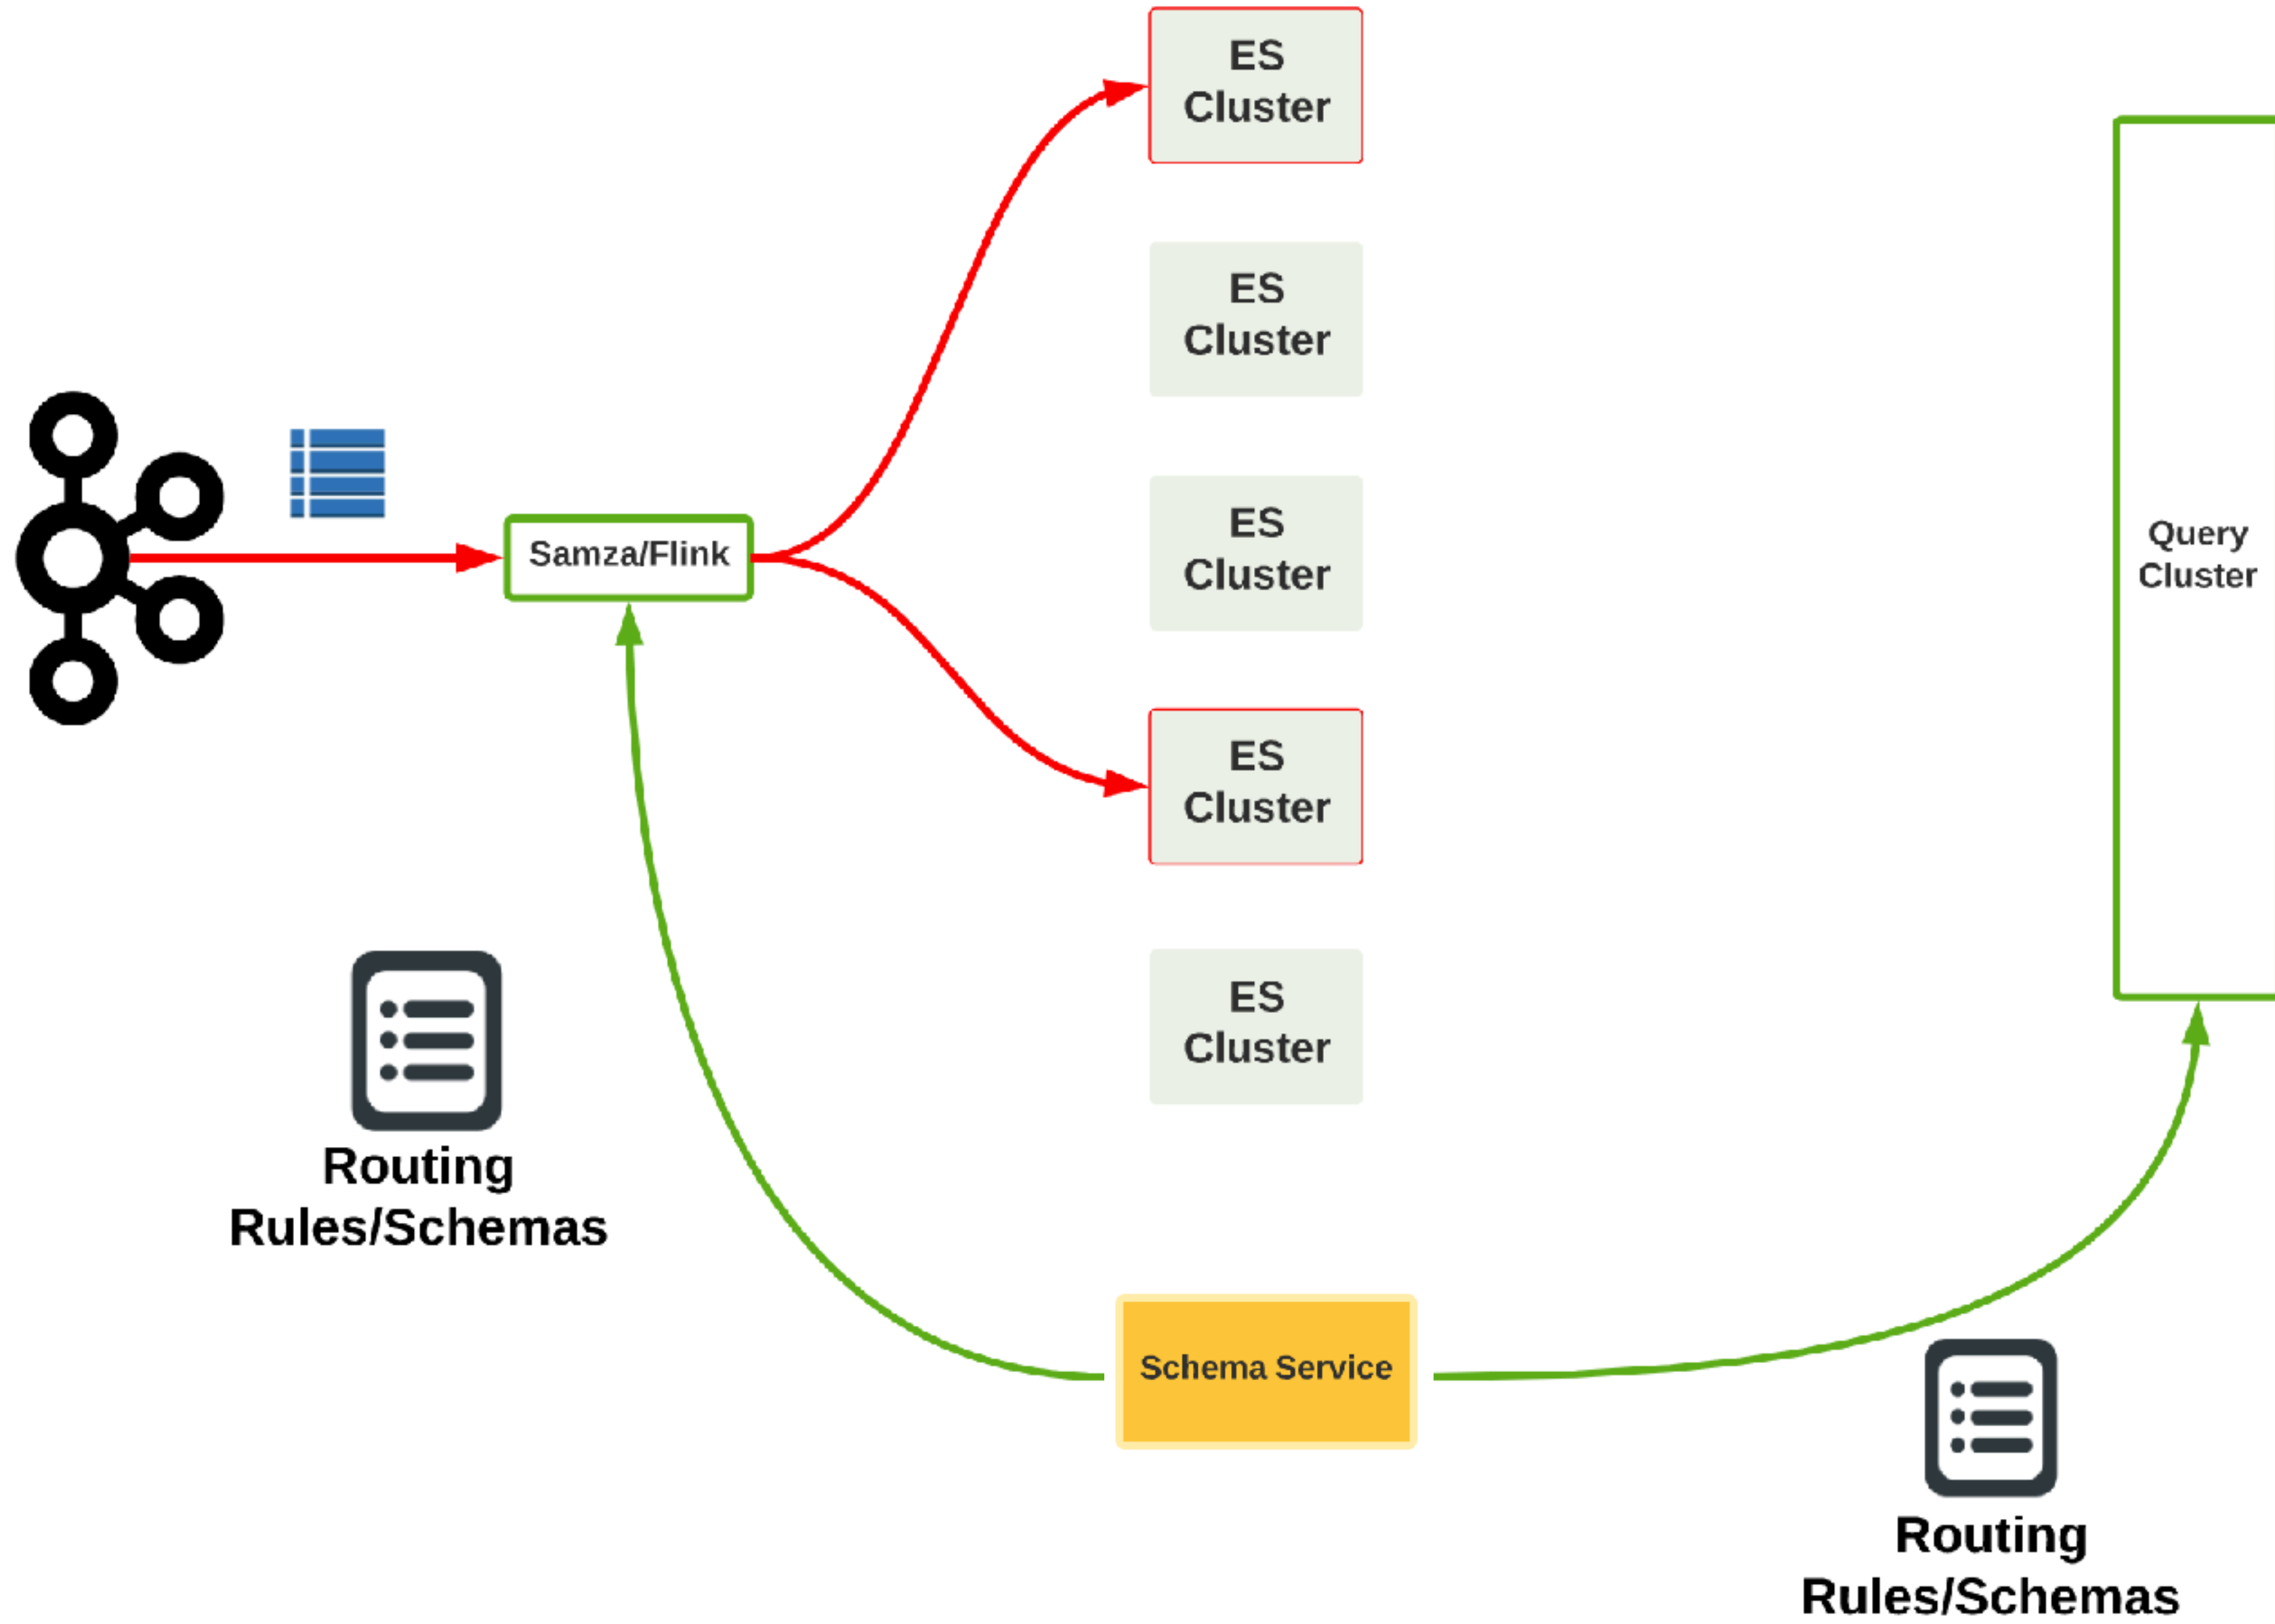 ES
Cluster
ES
Cluster
ES
Cluster
Samza/Flink
Query
Cluster
ES
Cluster
ES
Cluster
Routing
Rules/Schemas
Schema Service
Routing
Rules/Schemas